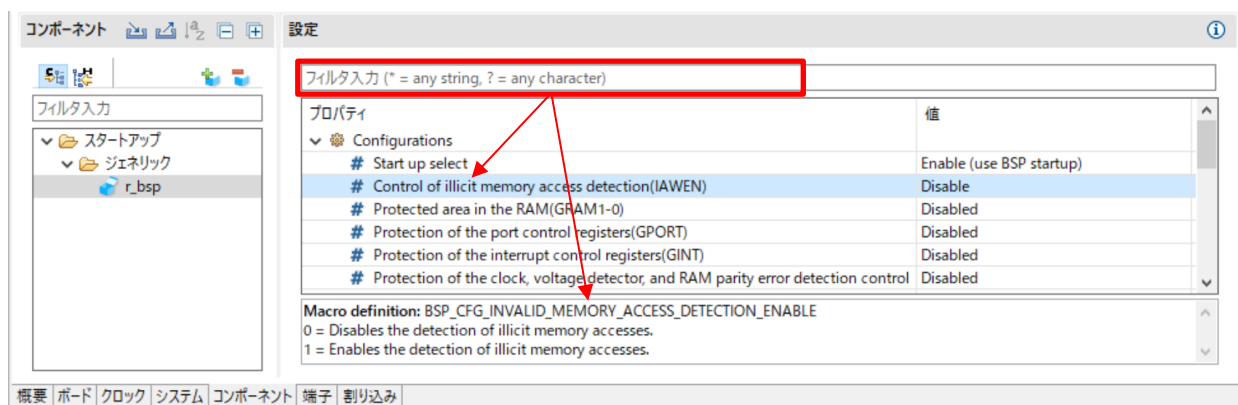 コンポーネント
設定
フィルタ入力
スタートアップ
ジェネリック
r_bsp
フィルタ入力 (* = any string, ? = any character)
プロパティ 値
Configurations
# Start up select Enable (use BSP startup)
# Control of illicit memory access detection(IAWEN) Disable
# Protected area in the RAM(GRAM1-0) Disabled
# Protection of the port control registers(GPORT) Disabled
# Protection of the interrupt control registers(GINT) Disabled
# Protection of the clock, voltage detector, and RAM parity error detection control Disabled
Macro definition: BSP_CFG_INVALID_MEMORY_ACCESS_DETECTION_ENABLE
0 = Disables the detection of illicit memory accesses.
1 = Enables the detection of illicit memory accesses.
概要 ボード クロック システム コンポーネント 端子 割り込み